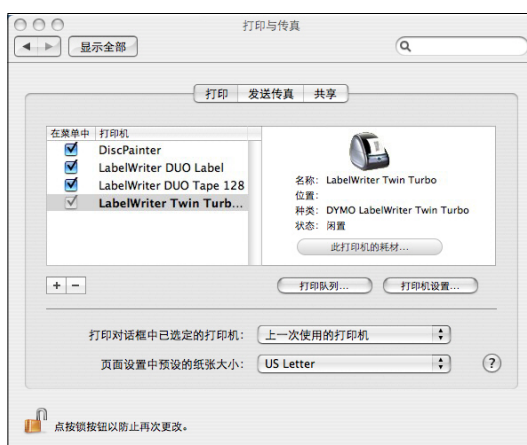 打印与传真
显示全部
打印 发送传真 共享
在菜单中 打印机
DiscPainter
LabelWriter DUO Label
LabelWriter DUO Tape 128
LabelWriter Twin Turb...
名称: LabelWriter Twin Turbo
位置:
种类: DYMO LabelWriter Twin Turbo
状态: 闲置
此打印机的耗材...
+ −
打印队列... 打印机设置...
打印对话框中已选定的打印机: 上一次使用的打印机
页面设置中预设的纸张大小: US Letter
?
点按锁按钮以防止再次更改。